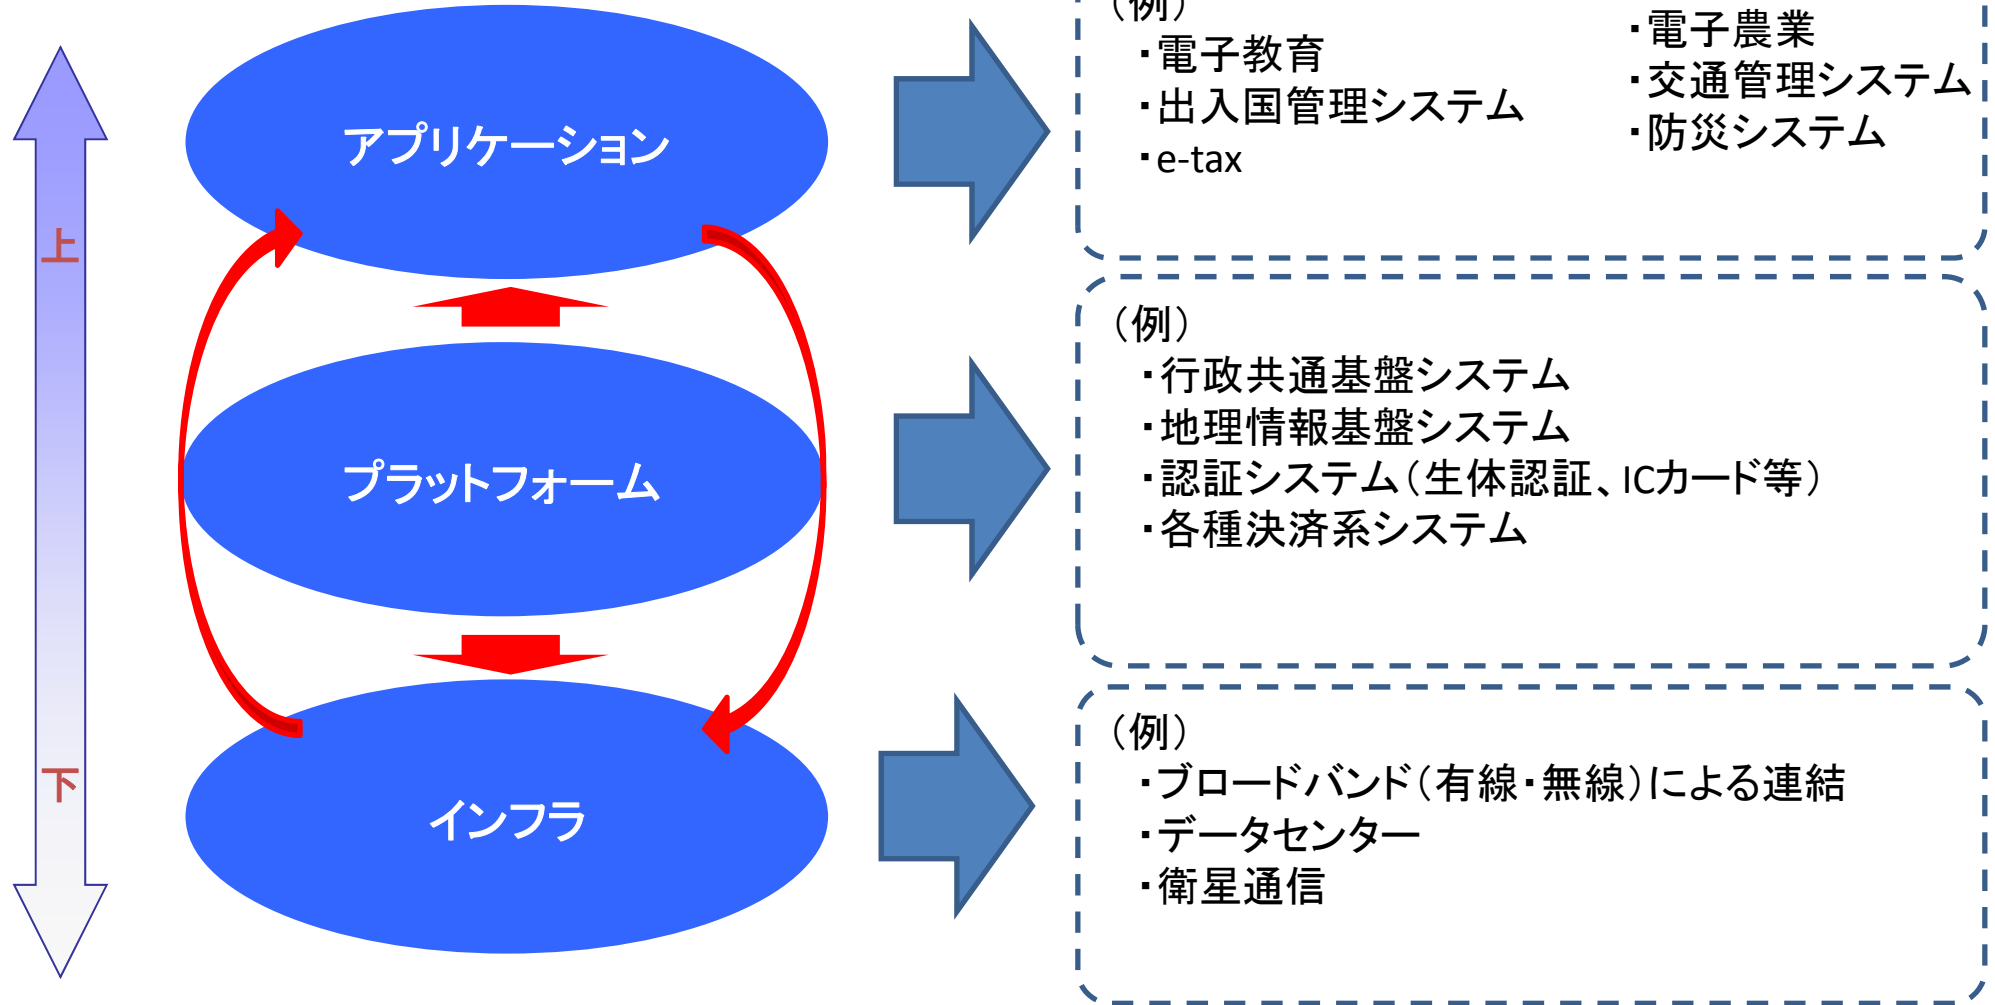 上
下
アプリケーション
プラットフォーム
インフラ
（例）
・電子教育
・出入国管理システム
・e-tax
・電子農業
・交通管理システム
・防災システム
（例）
・行政共通基盤システム
・地理情報基盤システム
・認証システム（生体認証、ICカード等）
・各種決済系システム
（例）
・ブロードバンド（有線・無線）による連結
・データセンター
・衛星通信